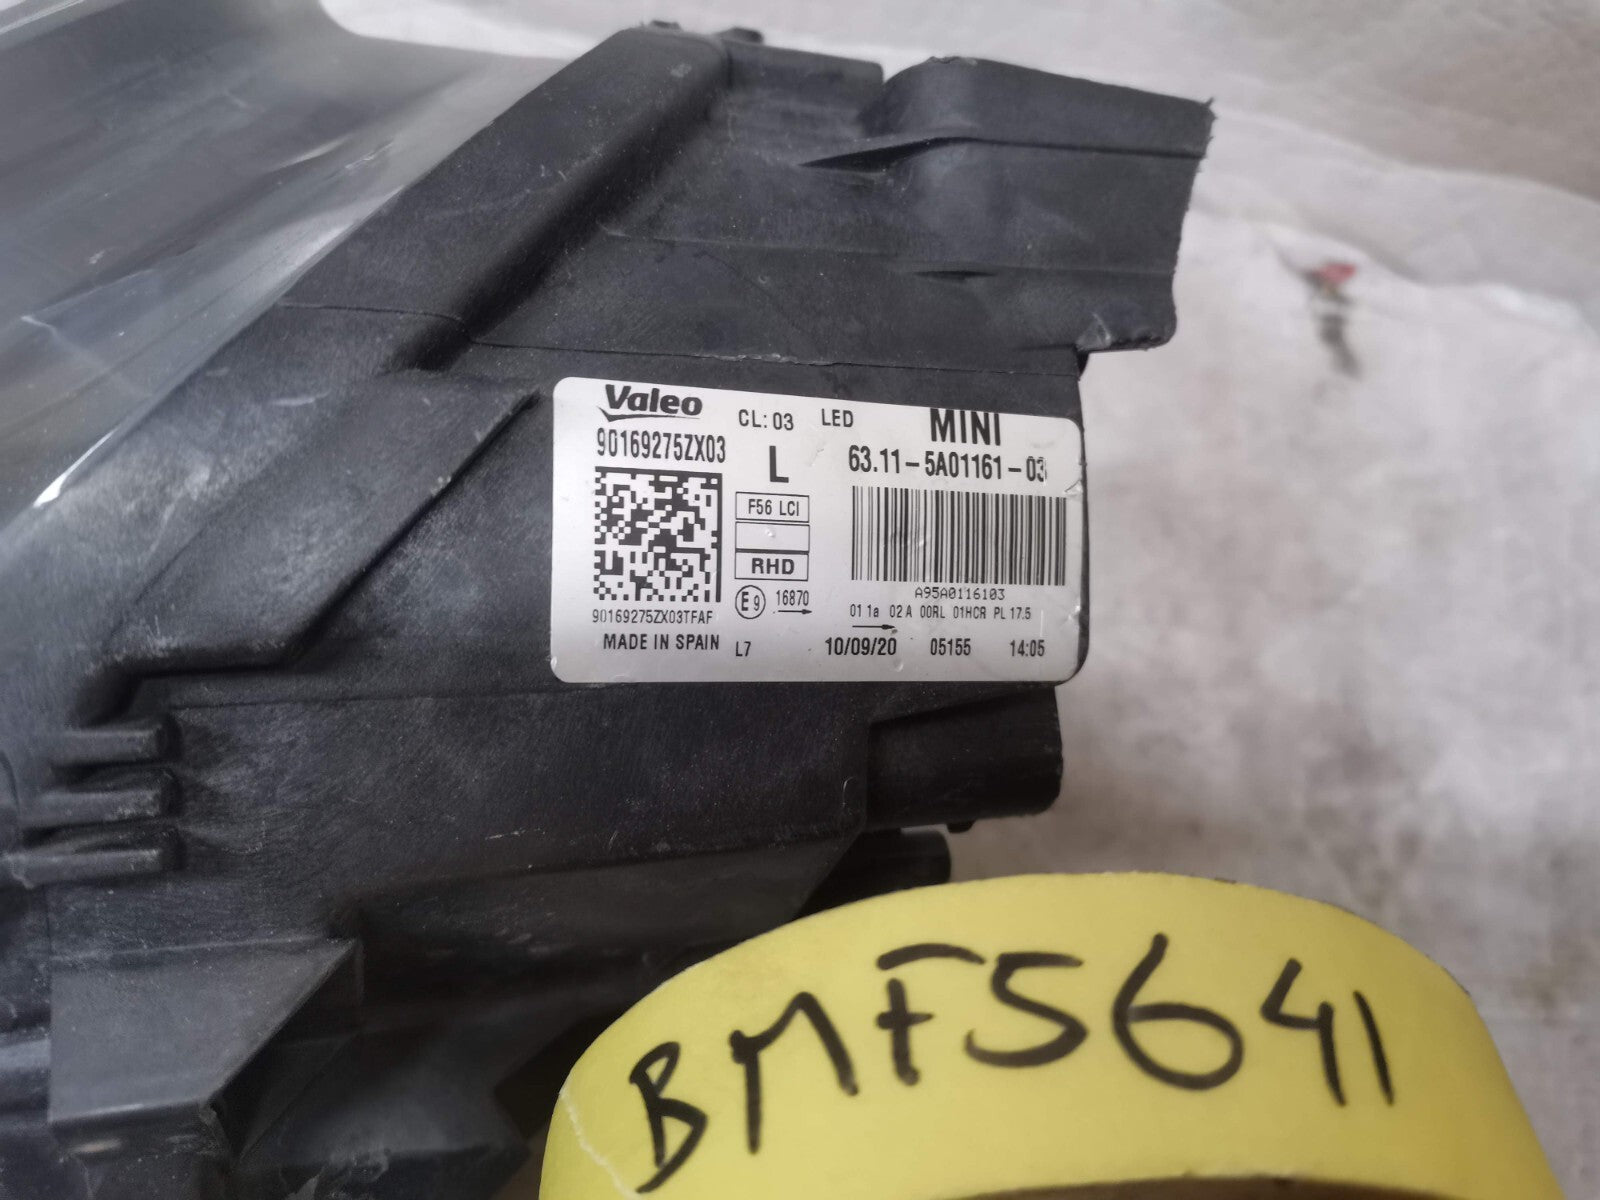 Valeo
CL: 03 LED MINI
90169275ZX03 L 63.11-5A01161-03
F56 LCI
RHD
E9 16870
A95A0116103
90169275ZX03TFAF 01 1a 02A 00RL 01HCR PL 17.5
MADE IN SPAIN L7 10/09/20 05155 14:05
BMF5641